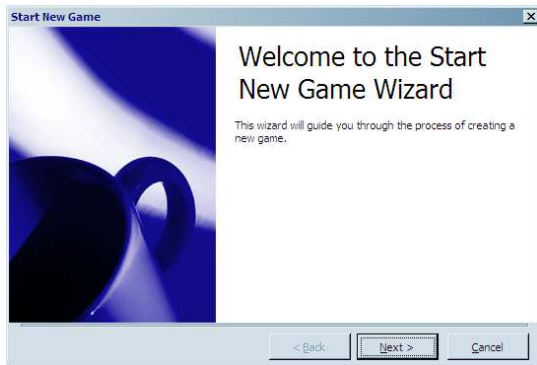 Start New Game
Welcome to the Start
New Game Wizard
This wizard will guide you through the process of creating a
new game.
< Back
Next >
Cancel